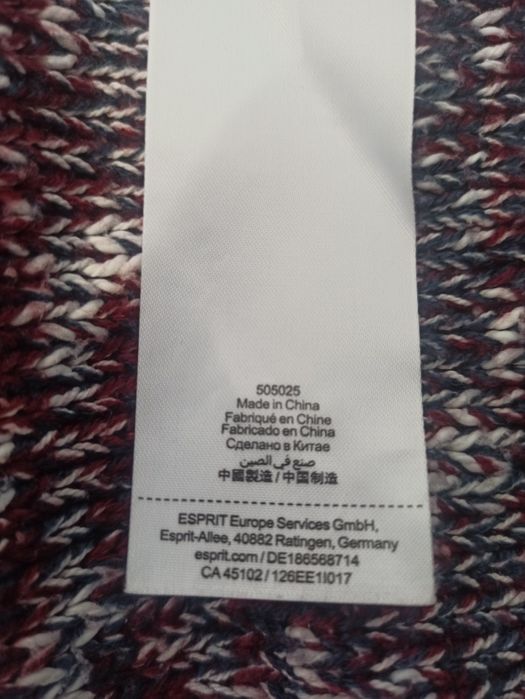 505025
Made in China
Fabriqué en Chine
Fabricado en China
Сделано в Китае
صنع في الصين
中國製造 / 中国制造
ESPRIT Europe Services GmbH,
Esprit-Allee, 40882 Ratingen, Germany
esprit.com / DE186568714
CA 45102 / 126EE1I017